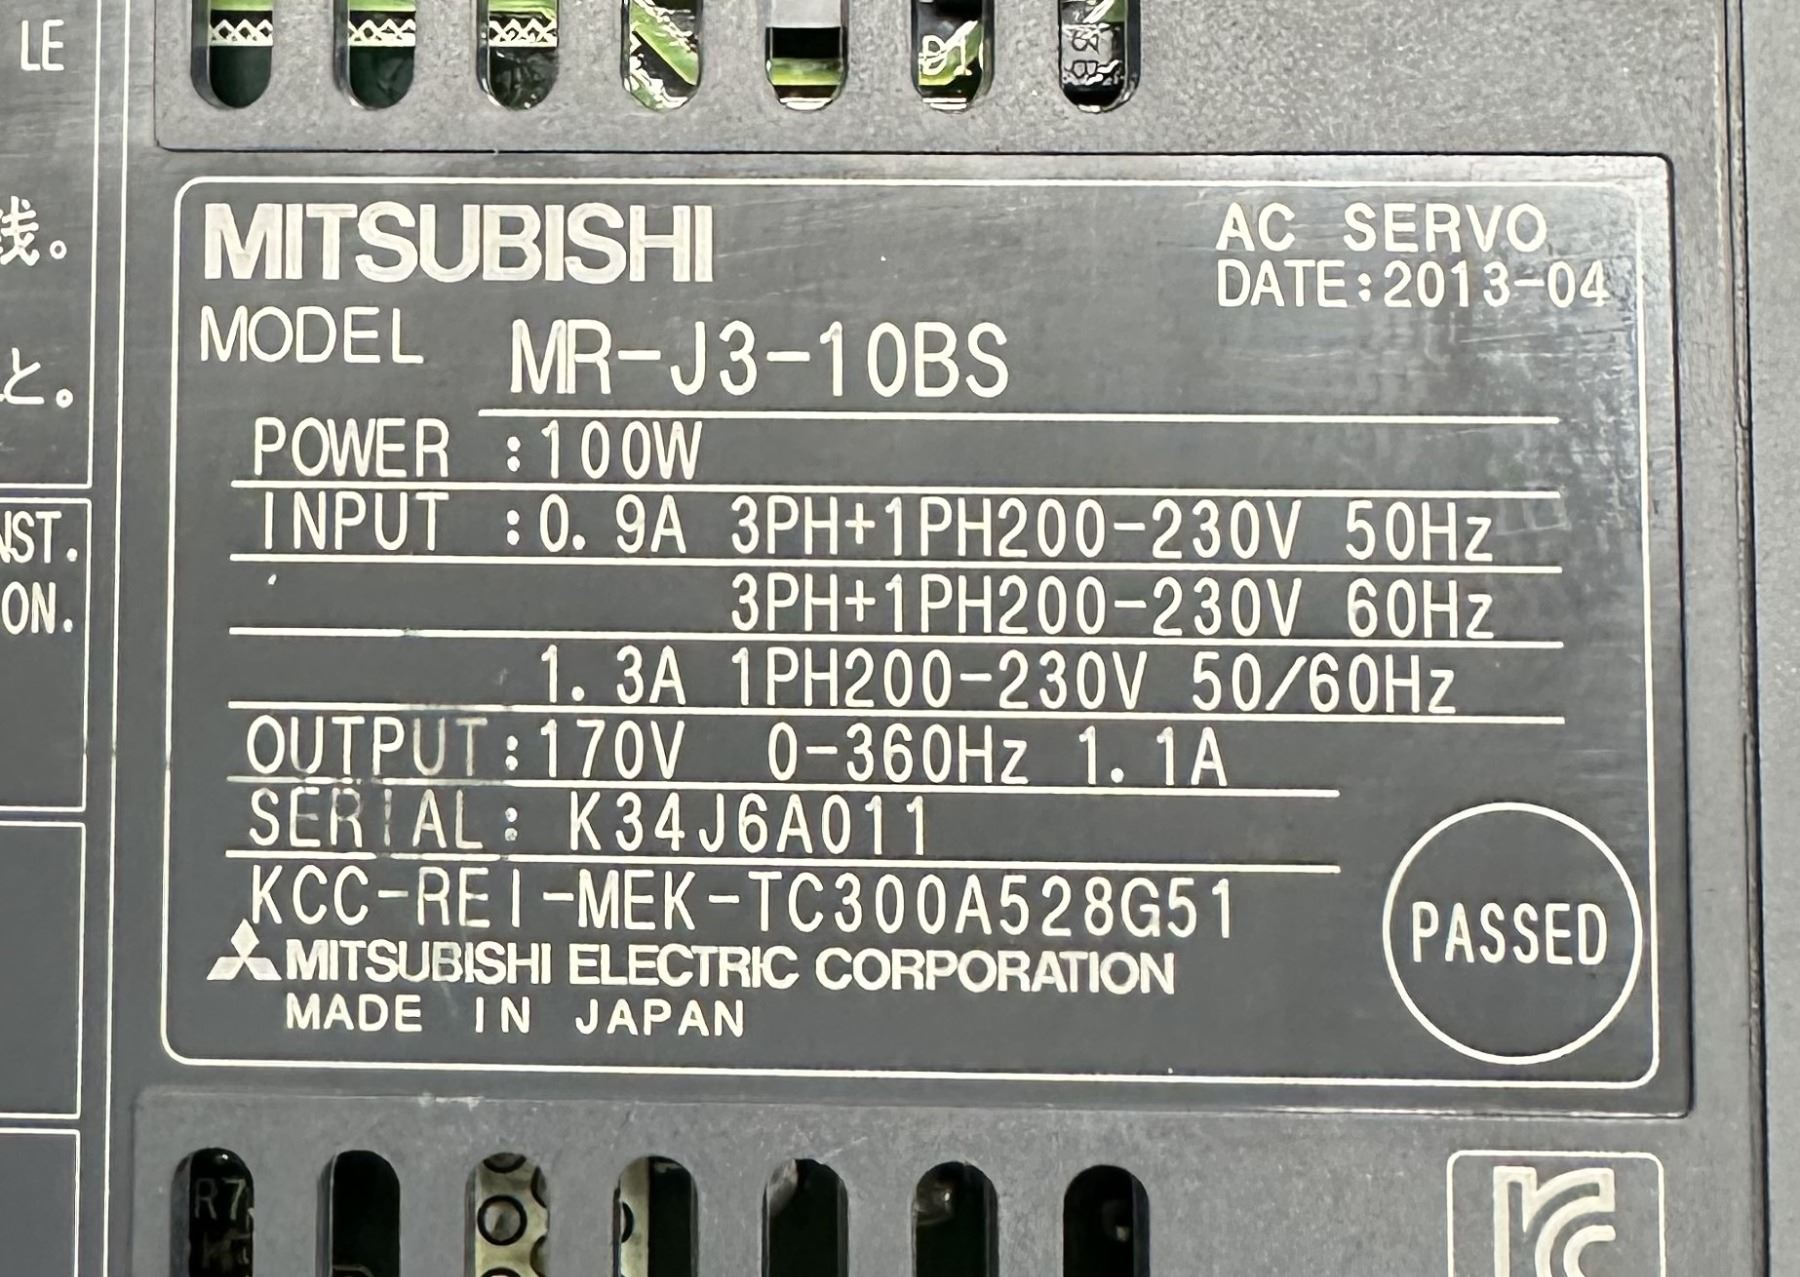 LE
線。
と。
NST.
ON.
MITSUBISHI
AC SERVO
DATE:2013-04
MODEL MR-J3-10BS
POWER :100W
INPUT :0.9A 3PH+1PH200-230V 50Hz
3PH+1PH200-230V 60Hz
1.3A 1PH200-230V 50/60Hz
OUTPUT :170V 0-360Hz 1.1A
SERIAL: K34J6A011
KCC-REI-MEK-TC300A528G51
MITSUBISHI ELECTRIC CORPORATION
MADE IN JAPAN
PASSED
R7